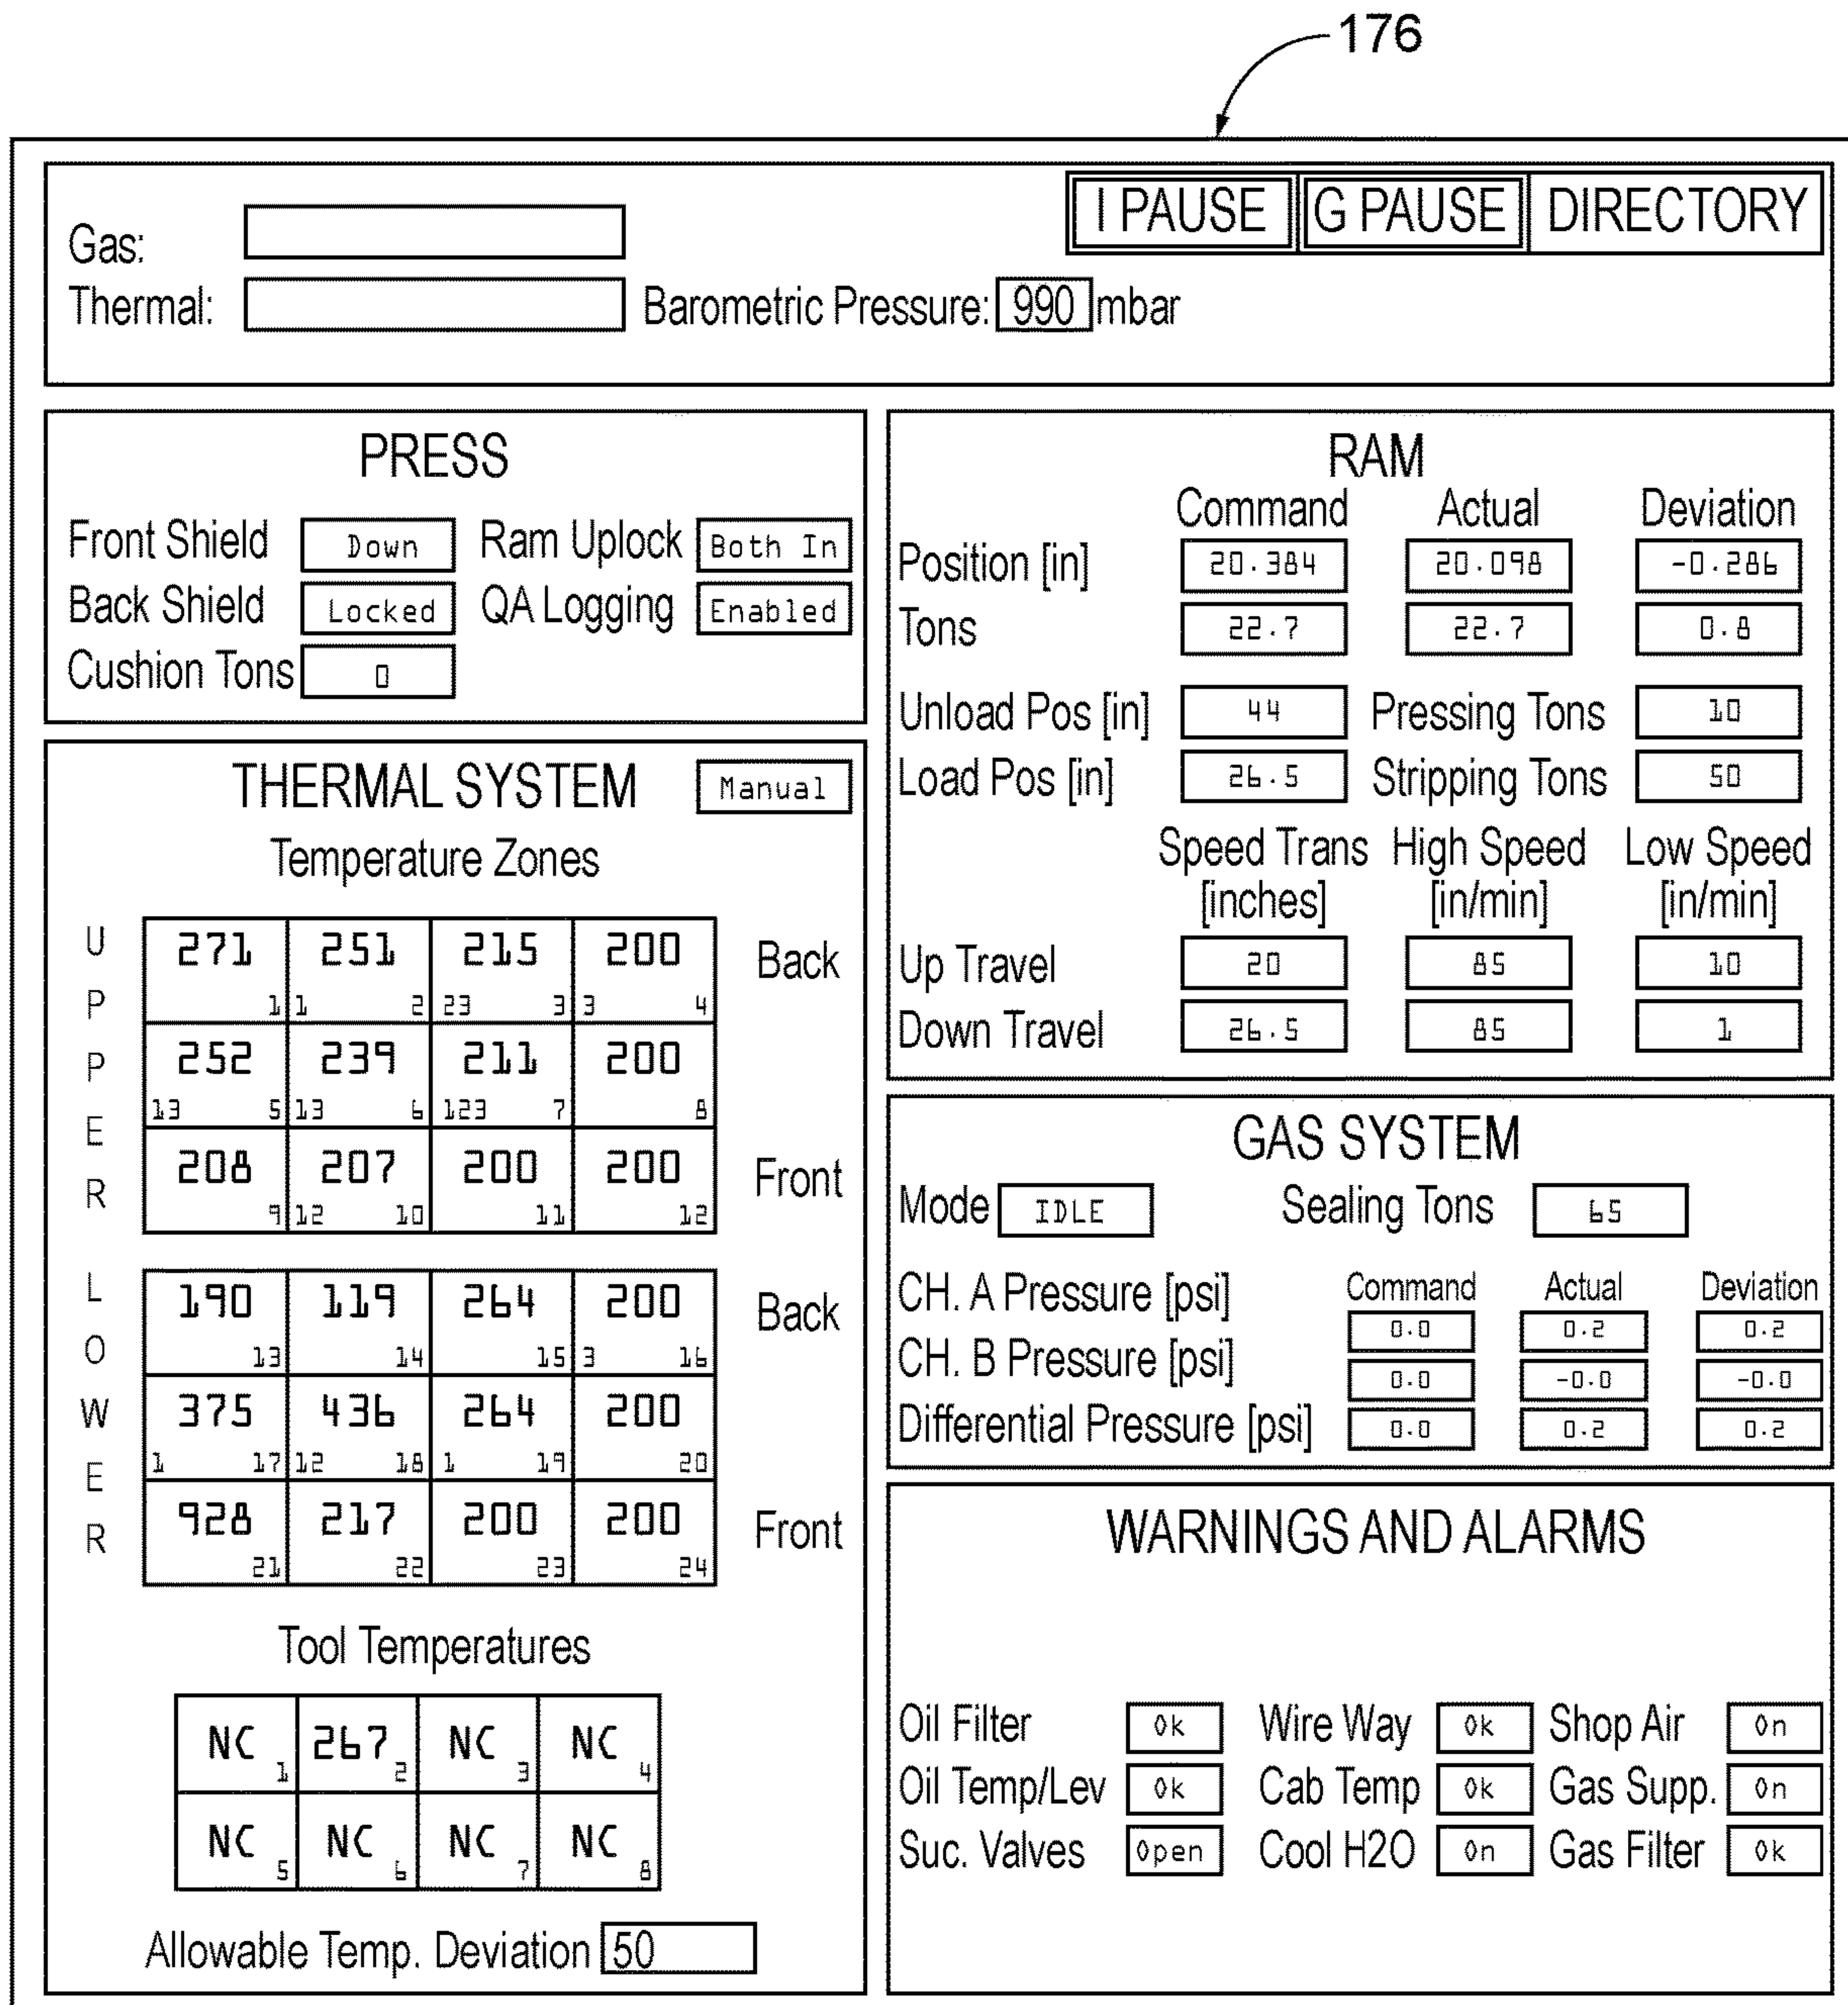 176
I PAUSE G PAUSE DIRECTORY
Gas:
Thermal: Barometric Pressure: 990 mbar
PRESS
Front Shield Down Ram Uplock Both In
Back Shield Locked QA Logging Enabled
Cushion Tons 0
THERMAL SYSTEM Manual
Temperature Zones
UPPER
271 251 215 200 Back
1 1 2 23 3 3 4
252 239 211 200
13 5 13 6 123 7 8
208 207 200 200 Front
9 12 10 11 12
LOWER
190 119 264 200 Back
13 14 15 3 16
375 436 264 200
1 17 12 18 1 19 20
928 217 200 200 Front
21 22 23 24
Tool Temperatures
NC 1 267 2 NC 3 NC 4
NC 5 NC 6 NC 7 NC 8
Allowable Temp. Deviation 50
RAM
Command Actual Deviation
Position [in] 20.384 20.098 -0.286
Tons 22.7 22.7 0.8
Unload Pos [in] 44 Pressing Tons 10
Load Pos [in] 26.5 Stripping Tons 50
Speed Trans High Speed Low Speed
[inches] [in/min] [in/min]
Up Travel 20 85 10
Down Travel 26.5 85 1
GAS SYSTEM
Mode IDLE Sealing Tons 65
Command Actual Deviation
CH. A Pressure [psi] 0.0 0.2 0.2
CH. B Pressure [psi] 0.0 -0.0 -0.0
Differential Pressure [psi] 0.0 0.2 0.2
WARNINGS AND ALARMS
Oil Filter Ok Wire Way Ok Shop Air On
Oil Temp/Lev Ok Cab Temp Ok Gas Supp. On
Suc. Valves Open Cool H2O On Gas Filter Ok